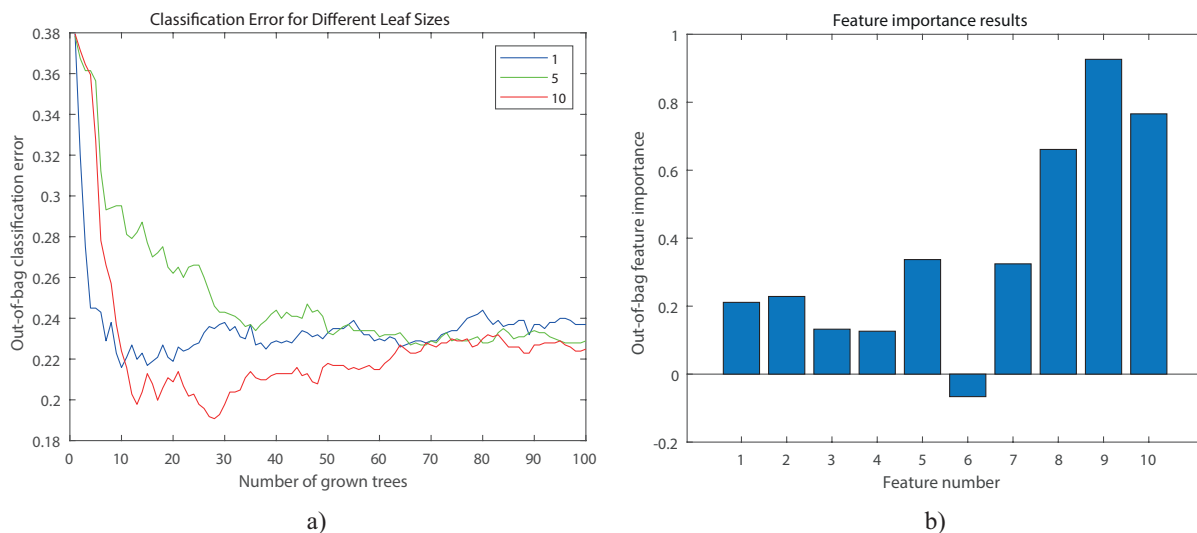 Classification Error for Different Leaf Sizes
0.38
0.36
0.34
0.32
0.3
0.28
0.26
0.24
0.22
0.2
0.18
Out-of-bag classification error
1
5
10
0 10 20 30 40 50 60 70 80 90 100
Number of grown trees
a)
Feature importance results
1
0.8
0.6
0.4
0.2
0
-0.2
Out-of-bag feature importance
1 2 3 4 5 6 7 8 9 10
Feature number
b)